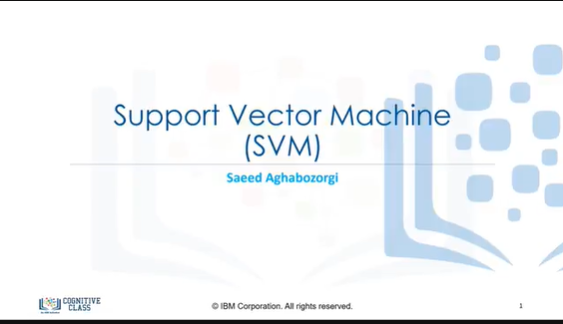 Support Vector Machine
(SVM)
Saeed Aghabozorgi
COGNITIVE
CLASS
© IBM Corporation. All rights reserved.
1